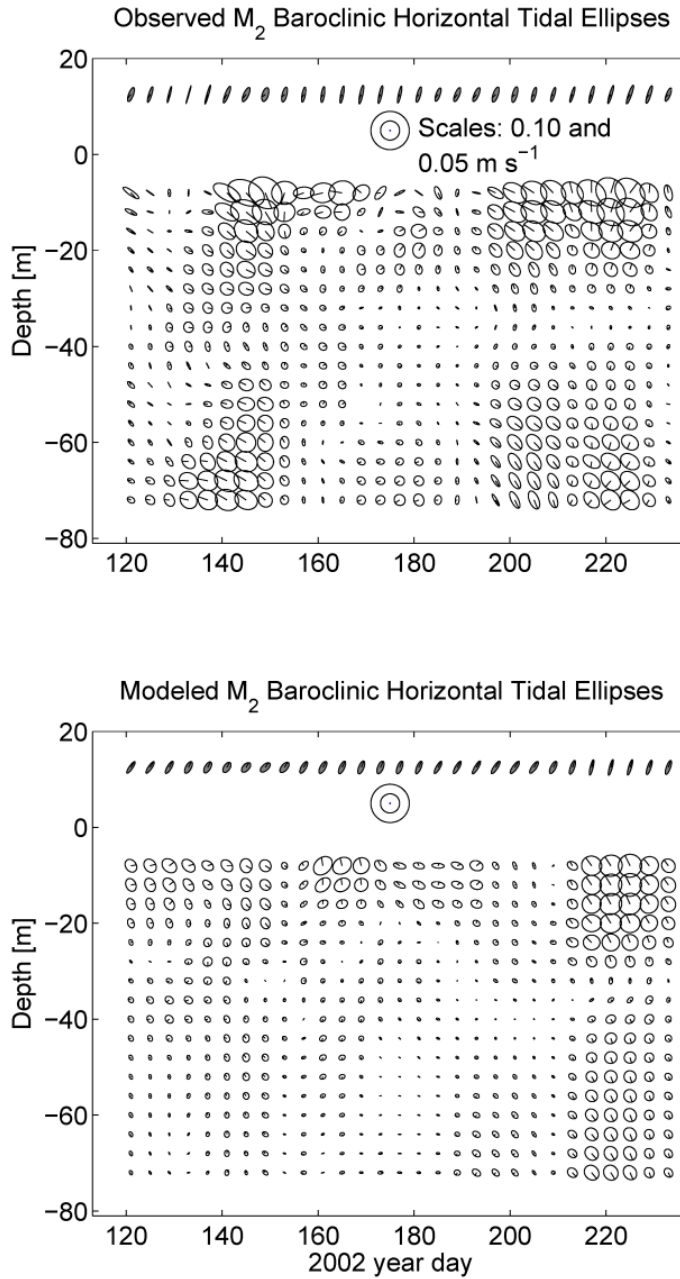 Observed M₂ Baroclinic Horizontal Tidal Ellipses
20
0
−20
−40
−60
−80
Depth [m]
Scales: 0.10 and
0.05 m s⁻¹
120 140 160 180 200 220
Modeled M₂ Baroclinic Horizontal Tidal Ellipses
20
0
−20
−40
−60
−80
Depth [m]
120 140 160 180 200 220
2002 year day